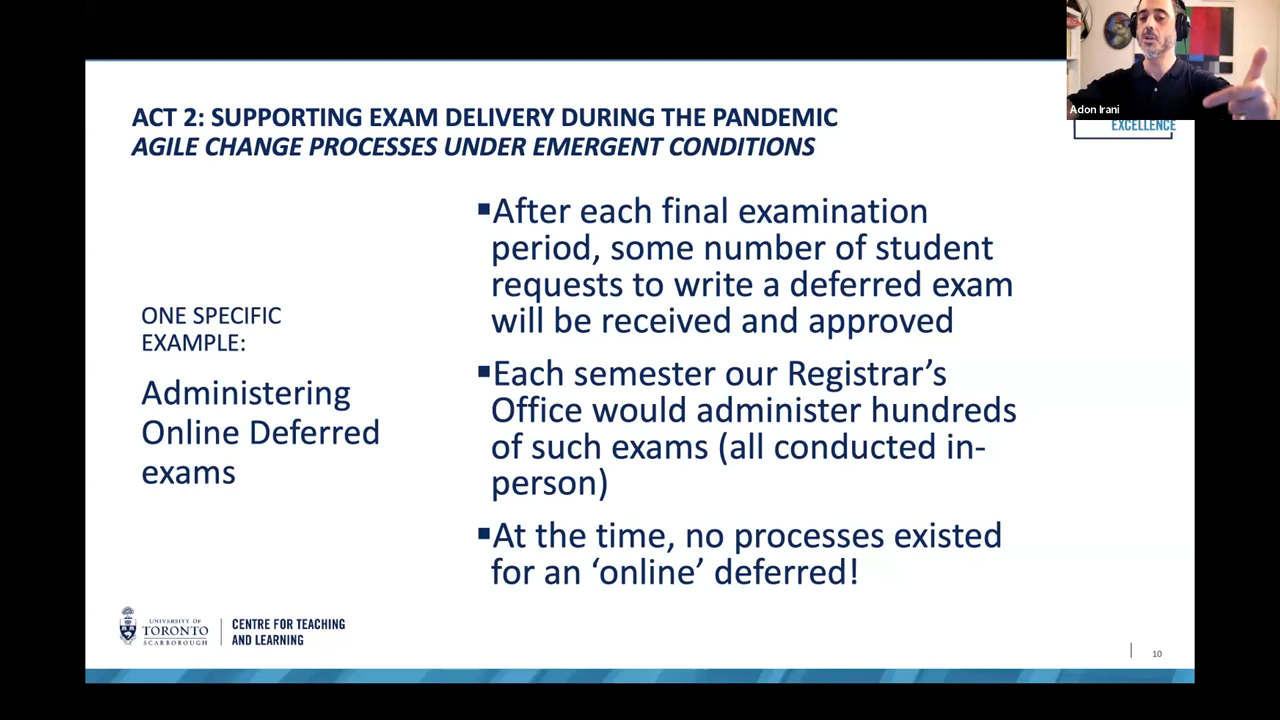 Adon Irani
EXCELLENCE
ACT 2: SUPPORTING EXAM DELIVERY DURING THE PANDEMIC
AGILE CHANGE PROCESSES UNDER EMERGENT CONDITIONS
ONE SPECIFIC
EXAMPLE:
Administering
Online Deferred
exams
▪After each final examination
period, some number of student
requests to write a deferred exam
will be received and approved
▪Each semester our Registrar’s
Office would administer hundreds
of such exams (all conducted in-
person)
▪At the time, no processes existed
for an ‘online’ deferred!
UNIVERSITY OF
TORONTO
SCARBOROUGH
CENTRE FOR TEACHING
AND LEARNING
10